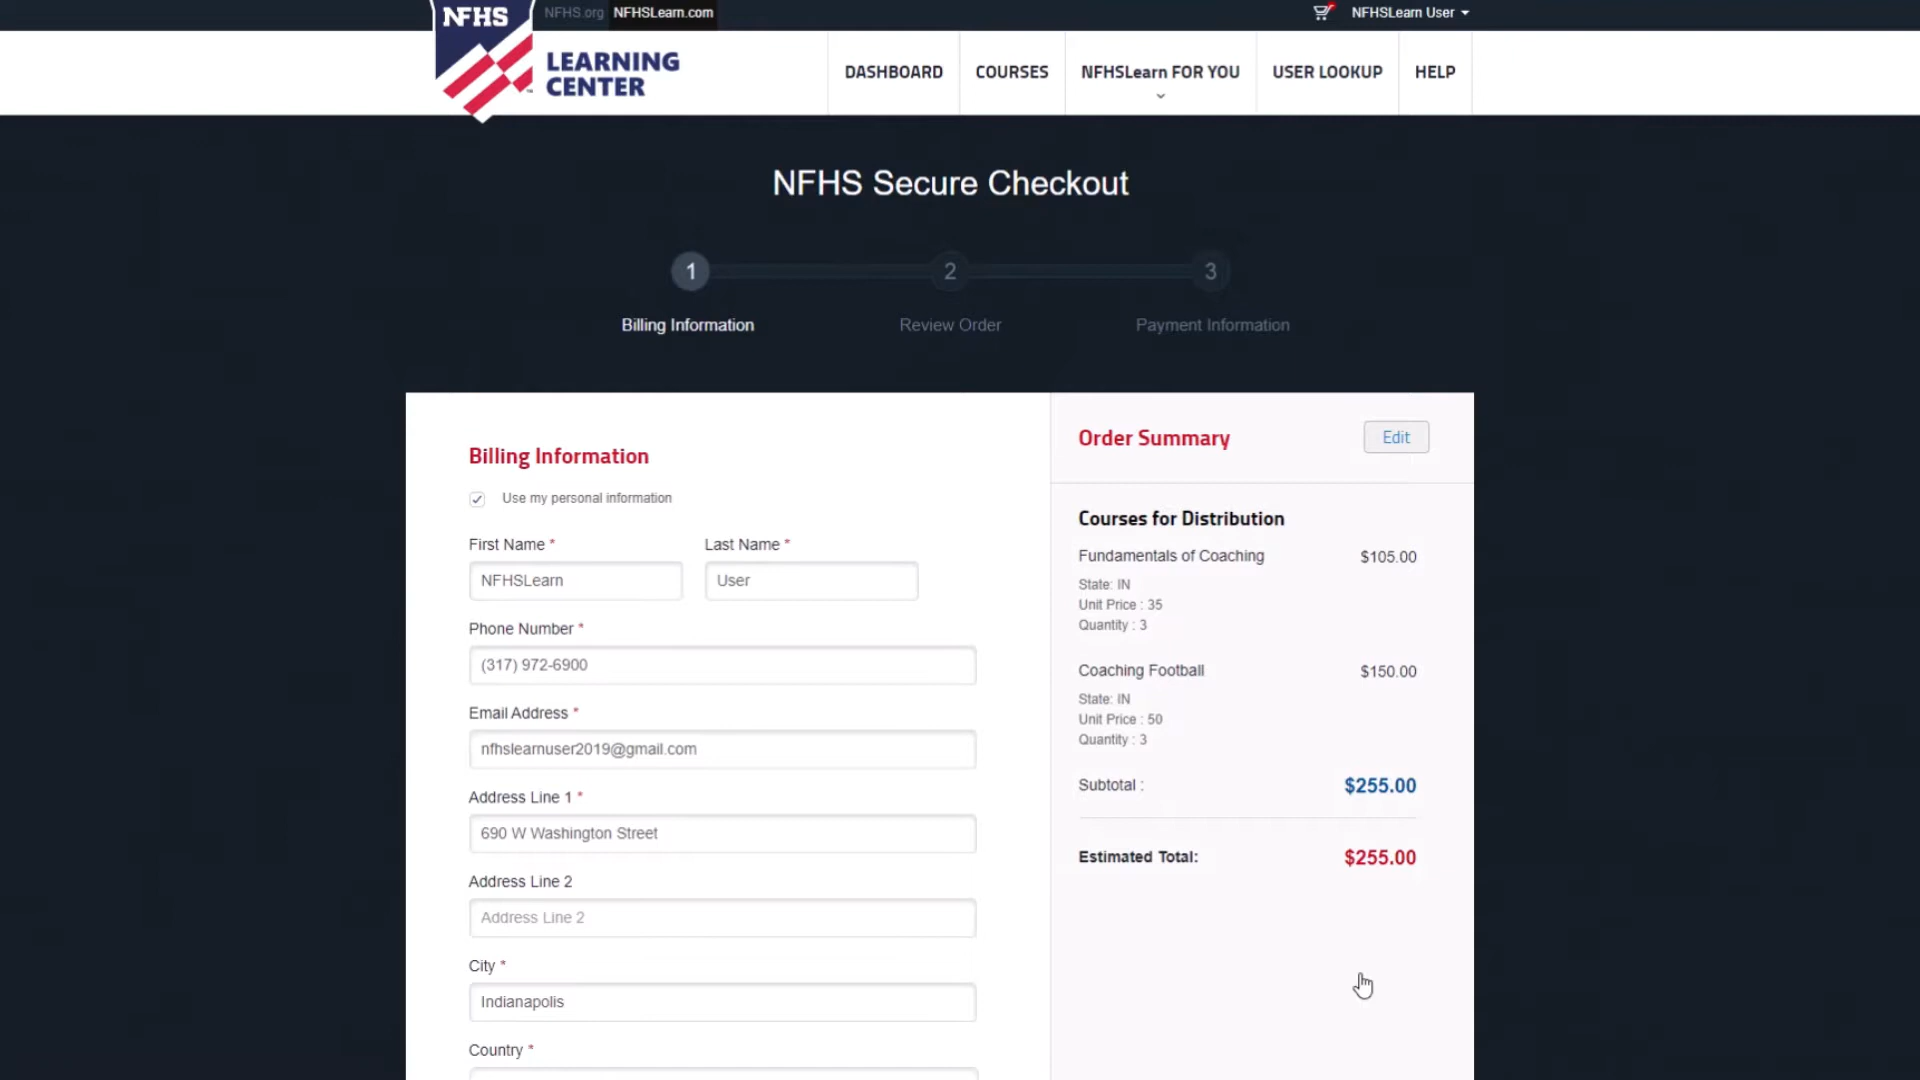 NFHS
NFHS.org NFHSLearn.com
NFHSLearn User
LEARNING
CENTER
DASHBOARD
COURSES
NFHSLearn FOR YOU
USER LOOKUP
HELP
NFHS Secure Checkout
1 2 3
Billing Information Review Order Payment Information
Billing Information
Use my personal information
First Name * Last Name *
NFHSLearn User
Phone Number *
(317) 972-6900
Email Address *
nfhslearnuser2019@gmail.com
Address Line 1 *
690 W Washington Street
Address Line 2
Address Line 2
City *
Indianapolis
Country *
Order Summary Edit
Courses for Distribution
Fundamentals of Coaching $105.00
State: IN
Unit Price : 35
Quantity : 3
Coaching Football $150.00
State: IN
Unit Price : 50
Quantity : 3
Subtotal : $255.00
Estimated Total: $255.00